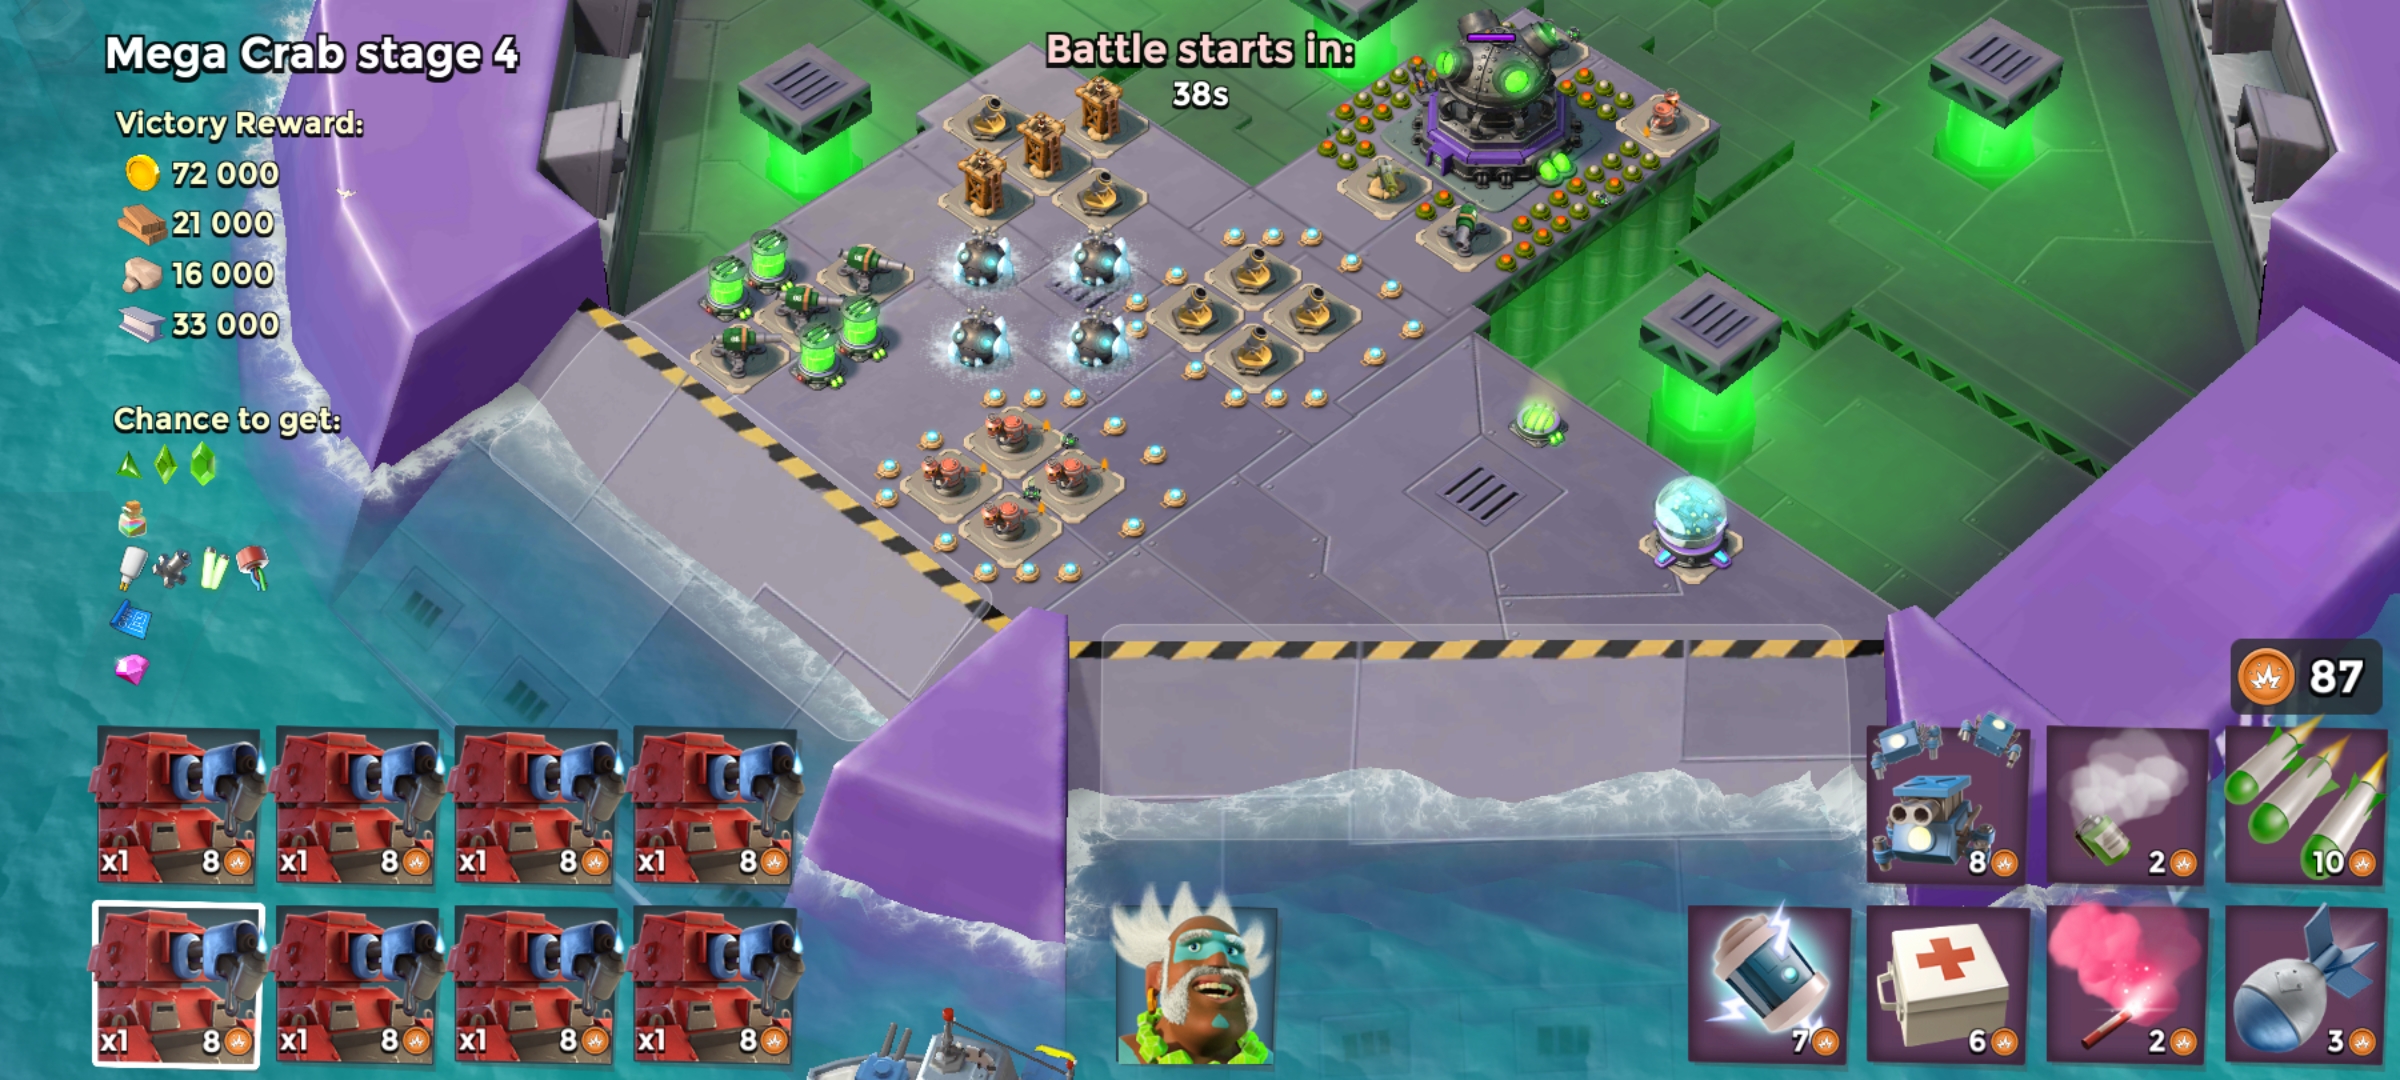 Mega Crab stage 4
Battle starts in:
38s
Victory Reward:
72 000
21 000
16 000
33 000
Chance to get:
87
x1 8
x1 8
x1 8
x1 8
8
2
10
x1 8
x1 8
x1 8
x1 8
7
6
2
3